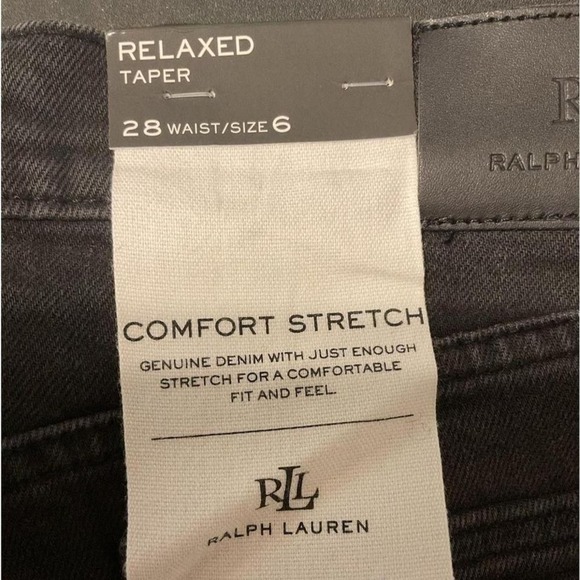 RELAXED
TAPER
28 WAIST/SIZE 6
R
RALPH
COMFORT STRETCH
GENUINE DENIM WITH JUST ENOUGH
STRETCH FOR A COMFORTABLE
FIT AND FEEL.
RLL
RALPH LAUREN